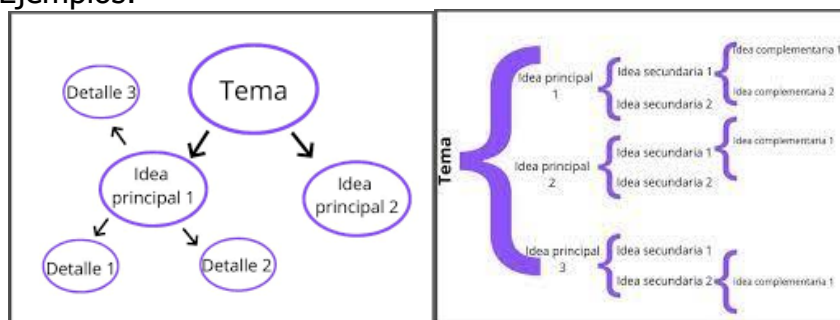 Ejemplos:
Tema
Detalle 3
Idea
principal 1
Idea
principal 2
Detalle 1
Detalle 2
Tema
Idea principal
1
Idea secundaria 1
Idea complementaria 1
Idea complementaria 2
Idea secundaria 2
Idea principal
2
Idea secundaria 1
Idea complementaria 1
Idea secundaria 2
Idea principal
3
Idea secundaria 1
Idea secundaria 2
Idea complementaria 1